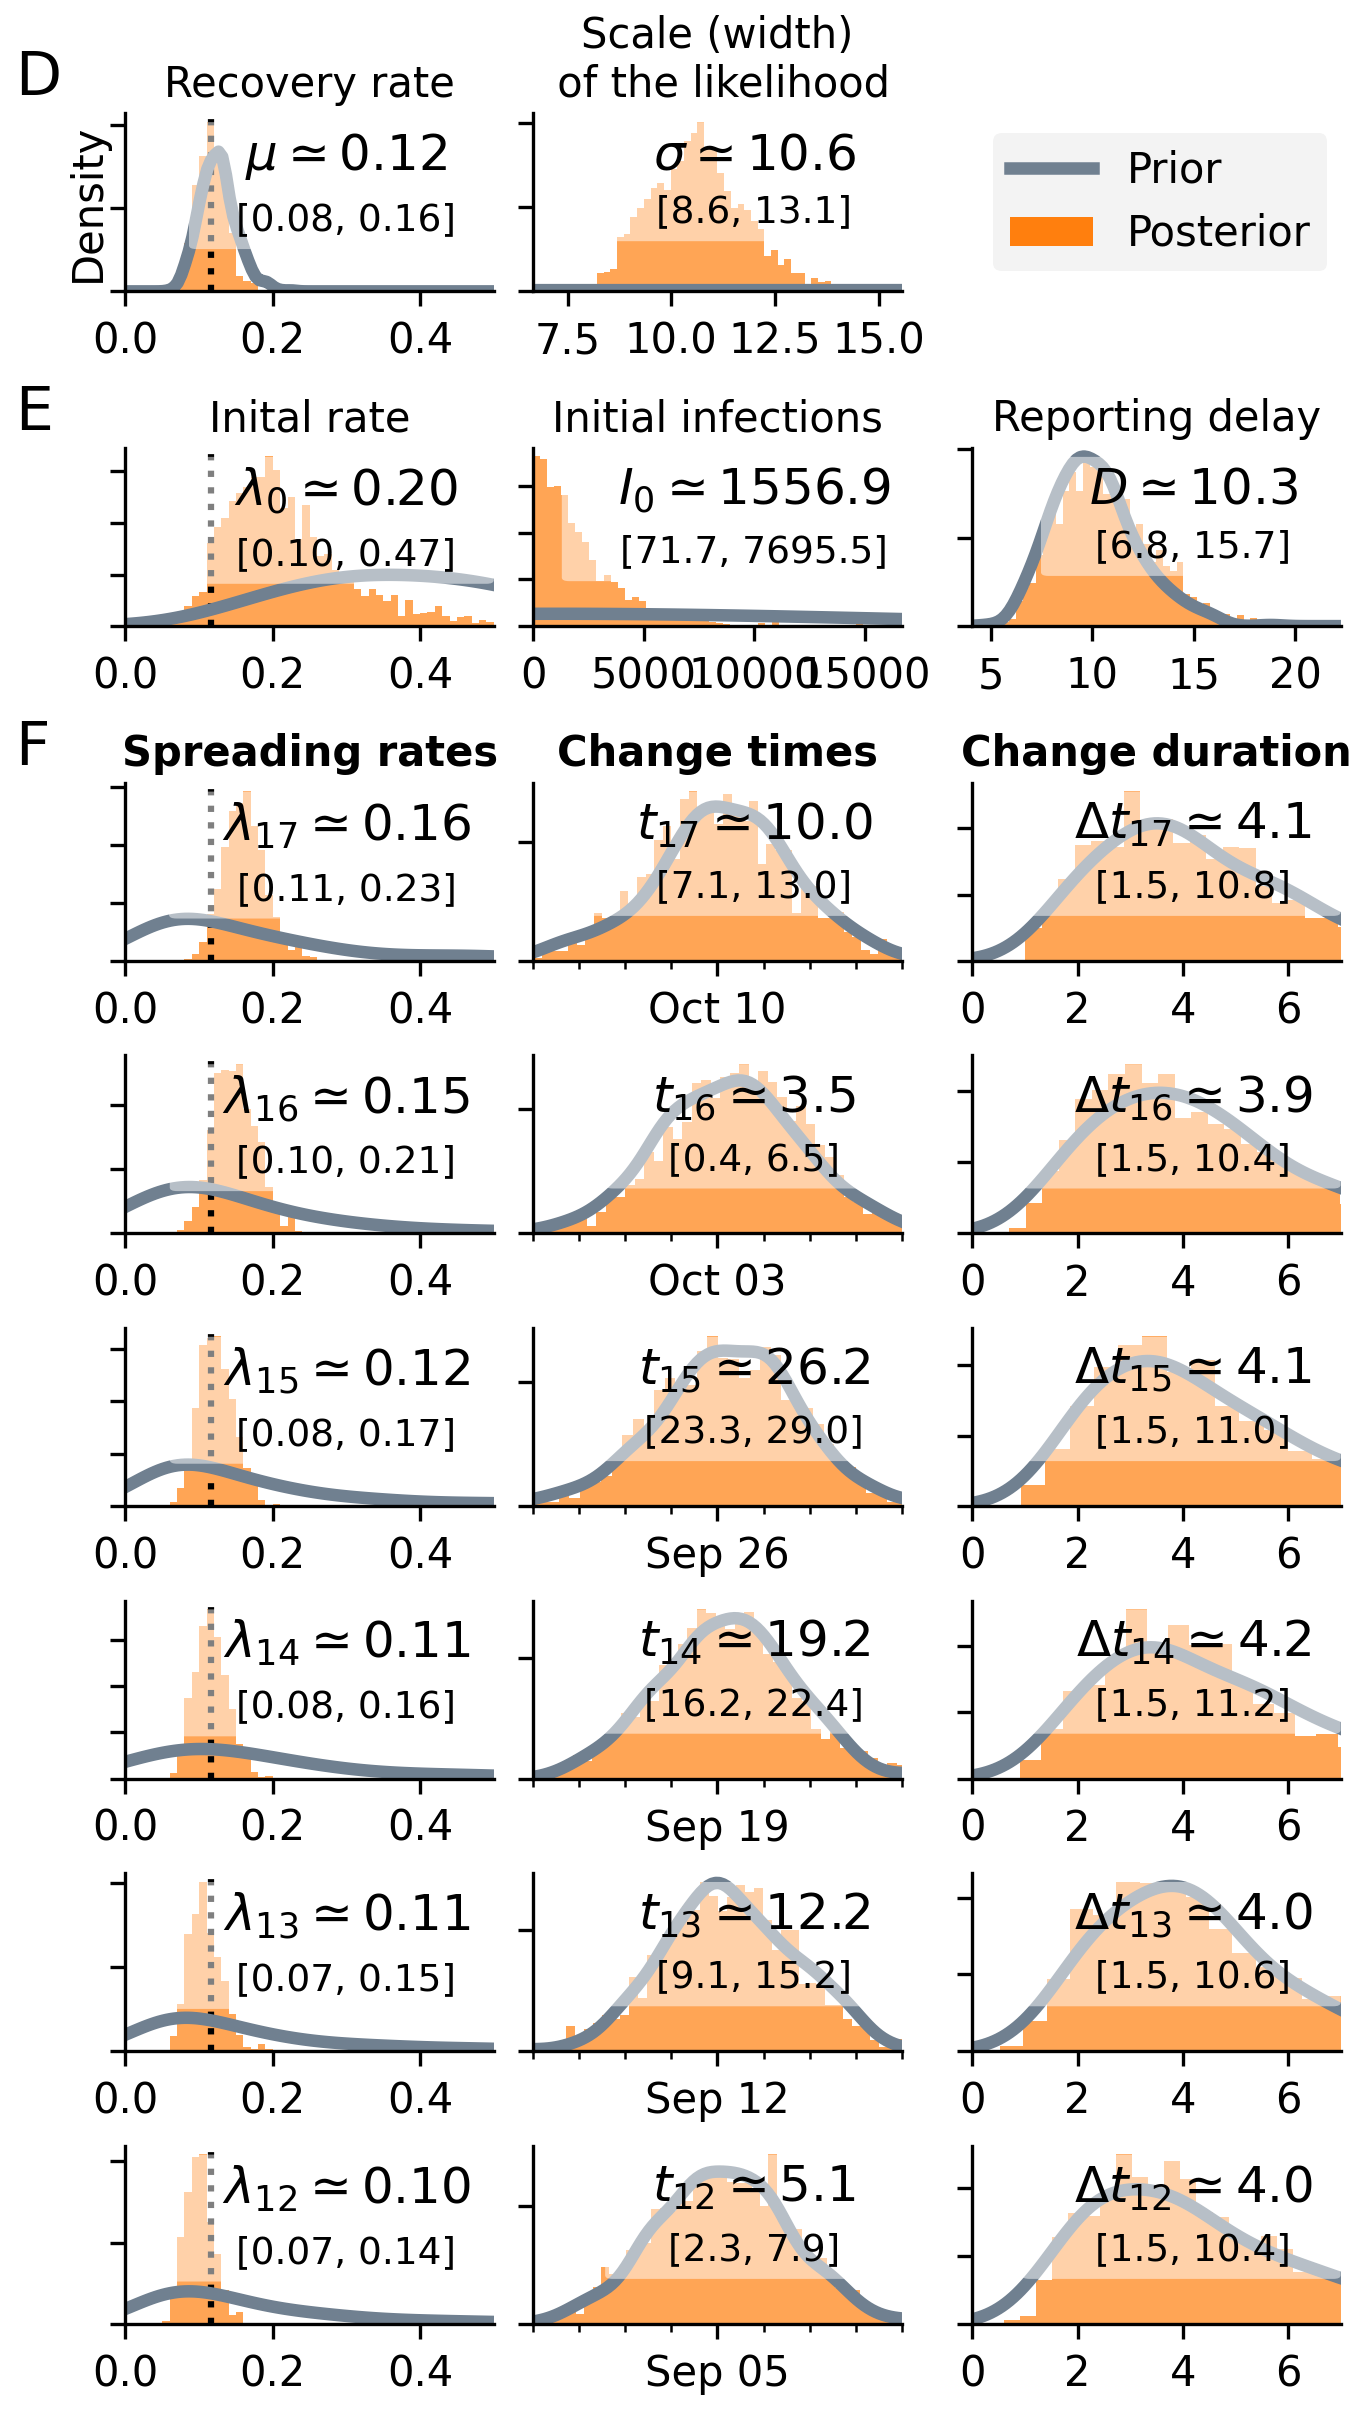 D
Recovery rate
Scale (width)
of the likelihood
Density
μ ≃ 0.12
[0.08, 0.16]
0.0 0.2 0.4
σ ≃ 10.6
[8.6, 13.1]
7.5 10.0 12.5 15.0
Prior
Posterior
E
Inital rate
λ0 ≃ 0.20
[0.10, 0.47]
0.0 0.2 0.4
Initial infections
I0 ≃ 1556.9
[71.7, 7695.5]
0 5000 10000 15000
Reporting delay
D ≃ 10.3
[6.8, 15.7]
5 10 15 20
F
Spreading rates
Change times
Change duration
λ17 ≃ 0.16
[0.11, 0.23]
0.0 0.2 0.4
t17 ≃ 10.0
[7.1, 13.0]
Oct 10
Δt17 ≃ 4.1
[1.5, 10.8]
0 2 4 6
λ16 ≃ 0.15
[0.10, 0.21]
0.0 0.2 0.4
t16 ≃ 3.5
[0.4, 6.5]
Oct 03
Δt16 ≃ 3.9
[1.5, 10.4]
0 2 4 6
λ15 ≃ 0.12
[0.08, 0.17]
0.0 0.2 0.4
t15 ≃ 26.2
[23.3, 29.0]
Sep 26
Δt15 ≃ 4.1
[1.5, 11.0]
0 2 4 6
λ14 ≃ 0.11
[0.08, 0.16]
0.0 0.2 0.4
t14 ≃ 19.2
[16.2, 22.4]
Sep 19
Δt14 ≃ 4.2
[1.5, 11.2]
0 2 4 6
λ13 ≃ 0.11
[0.07, 0.15]
0.0 0.2 0.4
t13 ≃ 12.2
[9.1, 15.2]
Sep 12
Δt13 ≃ 4.0
[1.5, 10.6]
0 2 4 6
λ12 ≃ 0.10
[0.07, 0.14]
0.0 0.2 0.4
t12 ≃ 5.1
[2.3, 7.9]
Sep 05
Δt12 ≃ 4.0
[1.5, 10.4]
0 2 4 6